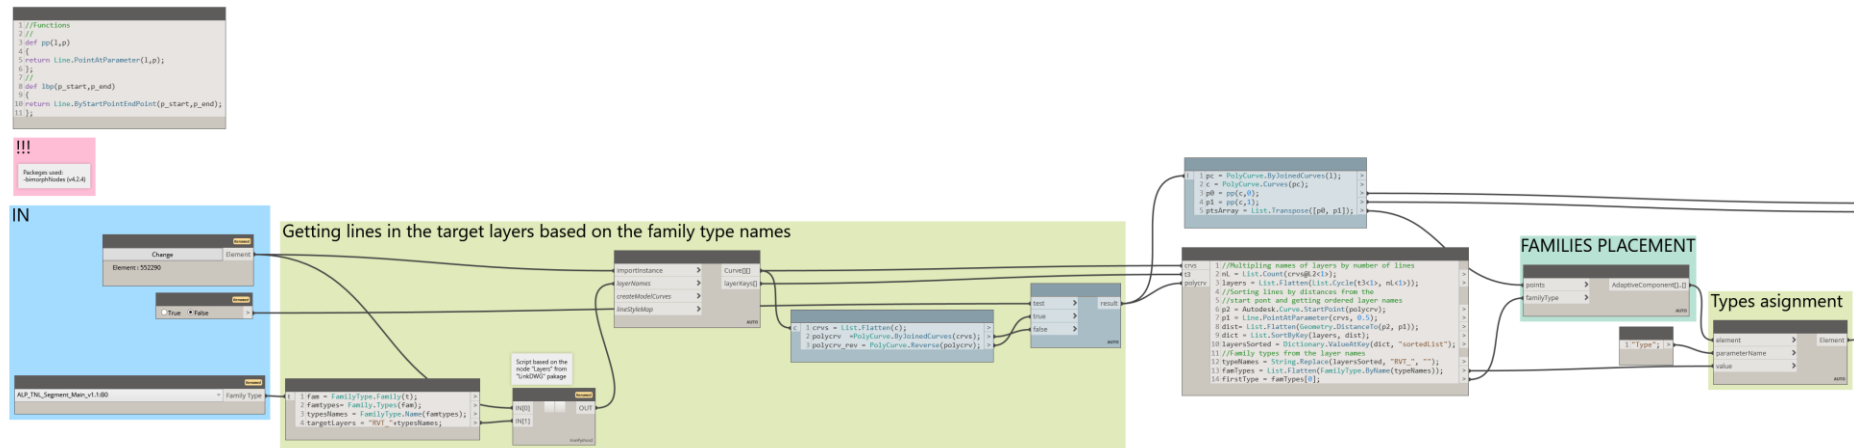 1 //Functions
2 //
3 def pp(l,p)
4 {
5 return Line.PointAtParameter(l,p);
6 };
7 //
8 def lbp(p_start,p_end)
9 {
10 return Line.ByStartPointEndPoint(p_start,p_end);
11 };
!!!
Packages used:
-bimorphNodes (v4.2.4)
IN
Change
Element
Element : 552290
True
False
>
ALP_TNL_Segment_Main_v1.1:80
Family Type
Getting lines in the target layers based on the family type names
t
1 fam = FamilyType.Family(t);
2 famtypes= Family.Types(fam);
3 typesNames = FamilyType.Name(famtypes);
4 targetLayers = "RVT_"+typesNames;
Script based on the
node "Layers" from
"LinkDWG" pakage
IN[0]
IN[1]
OUT
importInstance
layerNames
createModelCurves
lineStyleMap
Curve[][]
layerKeys[]
AUTO
c
1 crvs = List.Flatten(c);
2 polycrv =PolyCurve.ByJoinedCurves(crvs);
3 polycrv_rev = PolyCurve.Reverse(polycrv);
test
true
false
result
AUTO
l
1 pc = PolyCurve.ByJoinedCurves(l);
2 c = PolyCurve.Curves(pc);
3 p0 = pp(c,0);
4 p1 = pp(c,1);
5 ptsArray = List.Transpose([p0, p1]);
crvs
t3
polycrv
1 //Multipling names of layers by number of lines
2 nL = List.Count(crvs@L2<1>);
3 layers = List.Flatten(List.Cycle(t3<1>, nL<1>));
4 //Sorting lines by distances from the
5 //start pont and getting ordered layer names
6 p2 = Autodesk.Curve.StartPoint(polycrv);
7 p1 = Line.PointAtParameter(crvs, 0.5);
8 dist= List.Flatten(Geometry.DistanceTo(p2, p1));
9 dict = List.SortByKey(layers, dist);
10 layersSorted = Dictionary.ValueAtKey(dict, "sortedList");
11 //Family types from the layer names
12 typeNames = String.Replace(layersSorted, "RVT_", "");
13 famTypes = List.Flatten(FamilyType.ByName(typeNames));
14 firstType = famTypes[0];
FAMILIES PLACEMENT
points
familyType
AdaptiveComponent[]..[]
AUTO
1 "Type";
Types asignment
element
parameterName
value
Element
AUTO